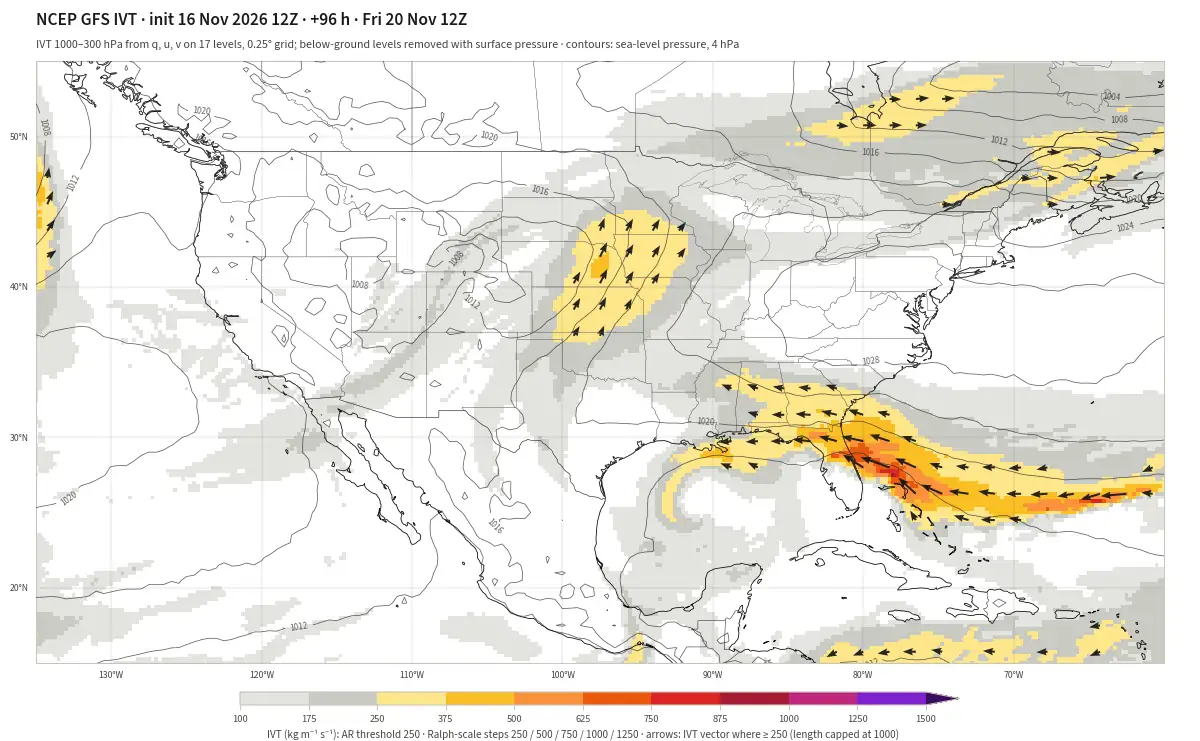 NCEP GFS IVT · init 16 Nov 2026 12Z · +96 h · Fri 20 Nov 12Z
IVT 1000–300 hPa from q, u, v on 17 levels, 0.25° grid; below-ground levels removed with surface pressure · contours: sea-level pressure, 4 hPa
1020
1004
1008
1008
50°N
1020
1012
1016
1012
1016
1024
1008
1008
40°N
1012
1028
1020
30°N
1020
1016
20°N
1012
1012
130°W 120°W 110°W 100°W 90°W 80°W 70°W
100 175 250 375 500 625 750 875 1000 1250 1500
IVT (kg m⁻¹ s⁻¹): AR threshold 250 · Ralph-scale steps 250 / 500 / 750 / 1000 / 1250 · arrows: IVT vector where ≥ 250 (length capped at 1000)